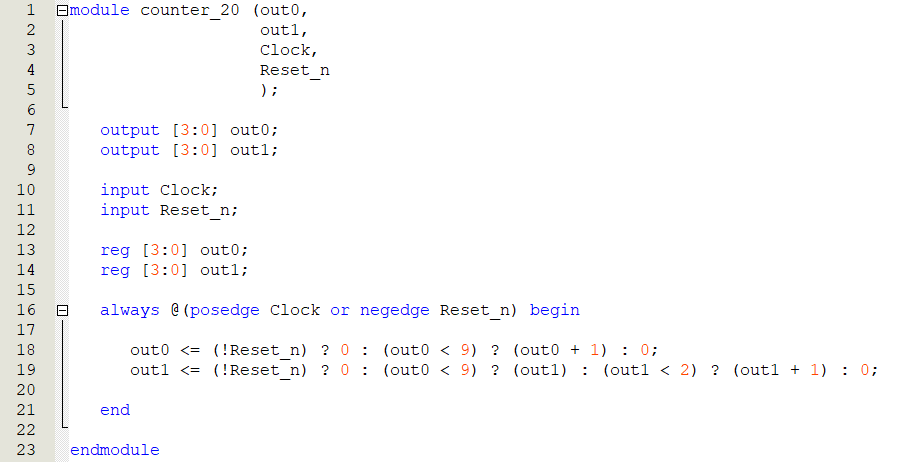 1 module counter_20 (out0,
2 out1,
3 Clock,
4 Reset_n
5 );
6
7 output [3:0] out0;
8 output [3:0] out1;
9
10 input Clock;
11 input Reset_n;
12
13 reg [3:0] out0;
14 reg [3:0] out1;
15
16 always @(posedge Clock or negedge Reset_n) begin
17
18 out0 <= (!Reset_n) ? 0 : (out0 < 9) ? (out0 + 1) : 0;
19 out1 <= (!Reset_n) ? 0 : (out0 < 9) ? (out1) : (out1 < 2) ? (out1 + 1) : 0;
20
21 end
22
23 endmodule